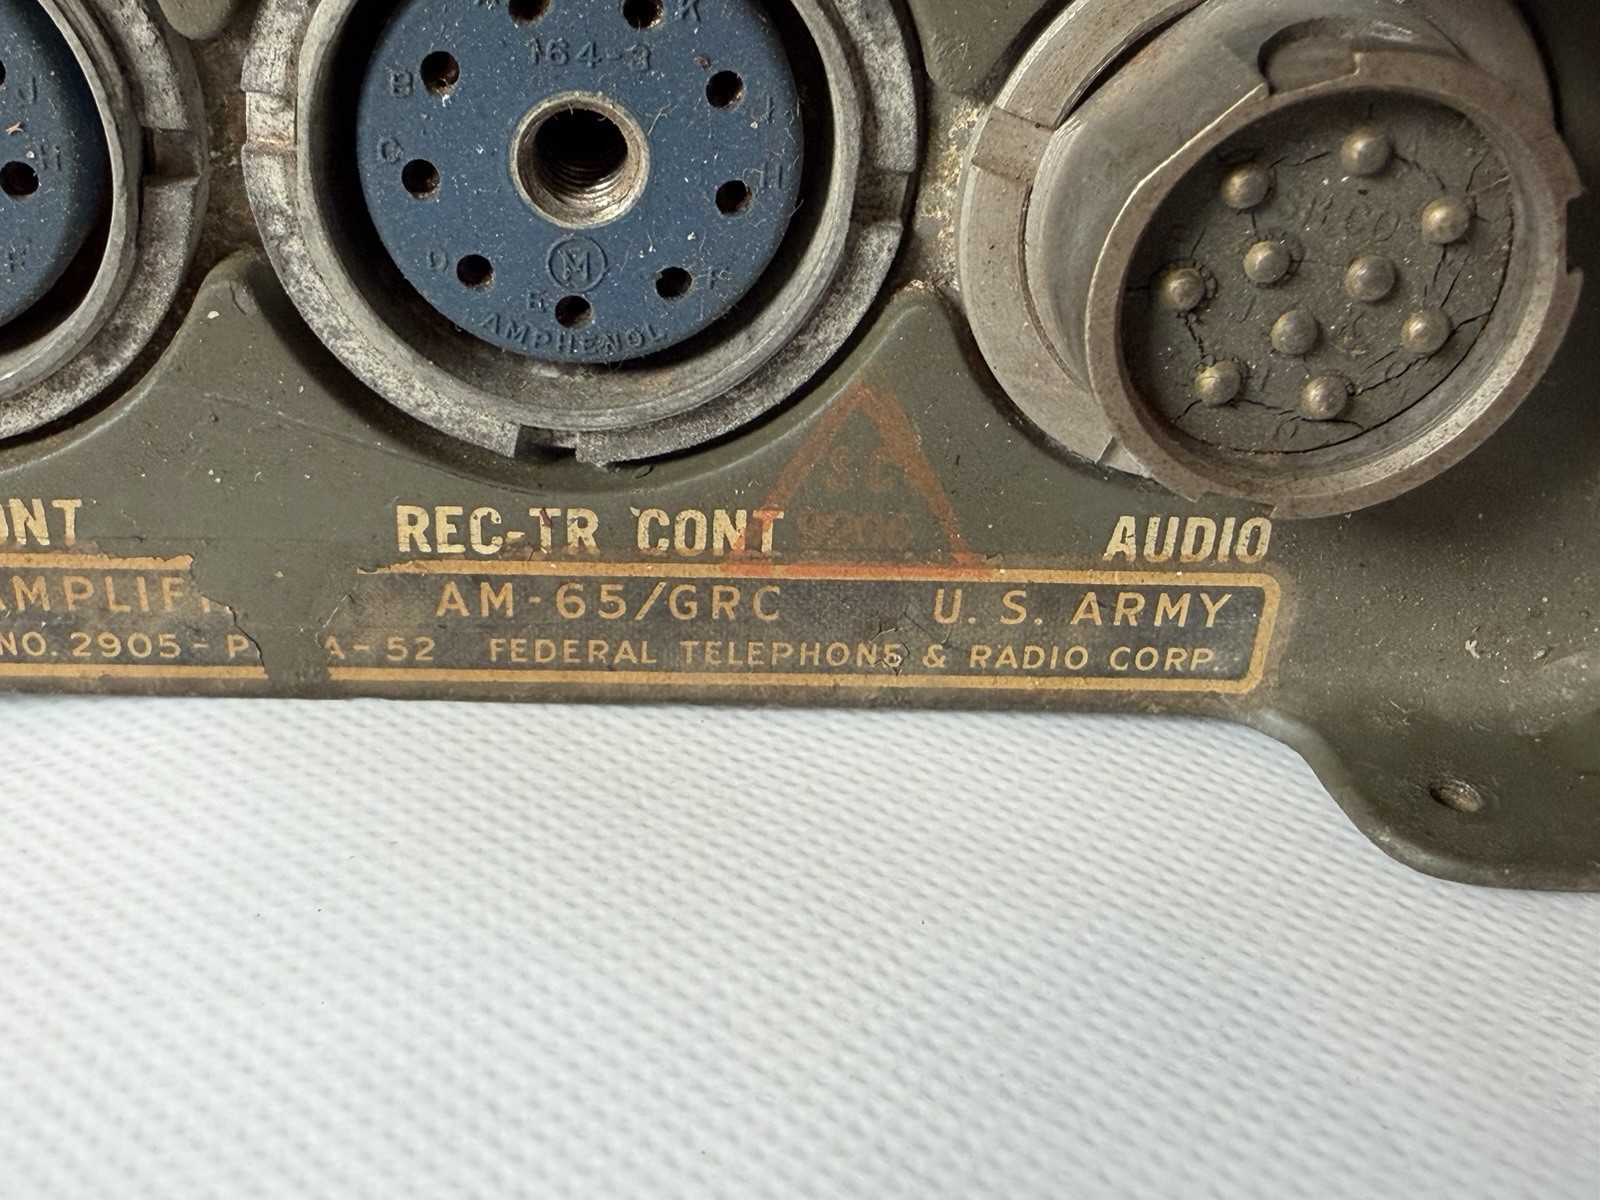 K
164-3
B
J
J
C
H
H
D
M
F
E
AMPHENOL
S C
ONT
REC-TR CONT
AUDIO
AMPLIFI
AM-65/GRC
U. S. ARMY
NO. 2905-P A-52 FEDERAL TELEPHONE & RADIO CORP.